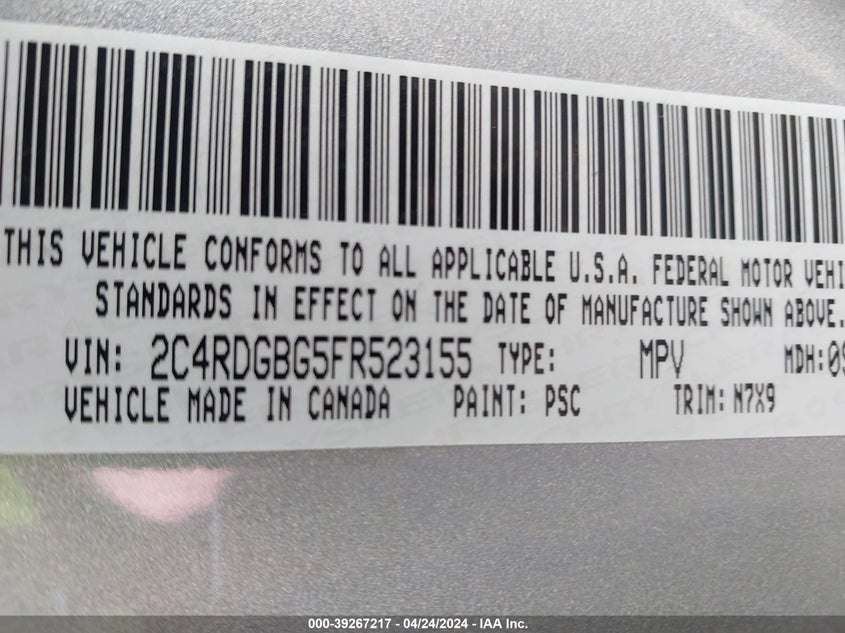 THIS VEHICLE CONFORMS TO ALL APPLICABLE U.S.A. FEDERAL MOTOR VEHI
STANDARDS IN EFFECT ON THE DATE OF MANUFACTURE SHOWN ABOVE.
VIN: 2C4RDGBG5FR523155 TYPE: MPV MDH:09
VEHICLE MADE IN CANADA PAINT: PSC TRIM: N7X9
000-39267217 - 04/24/2024 - IAA Inc.